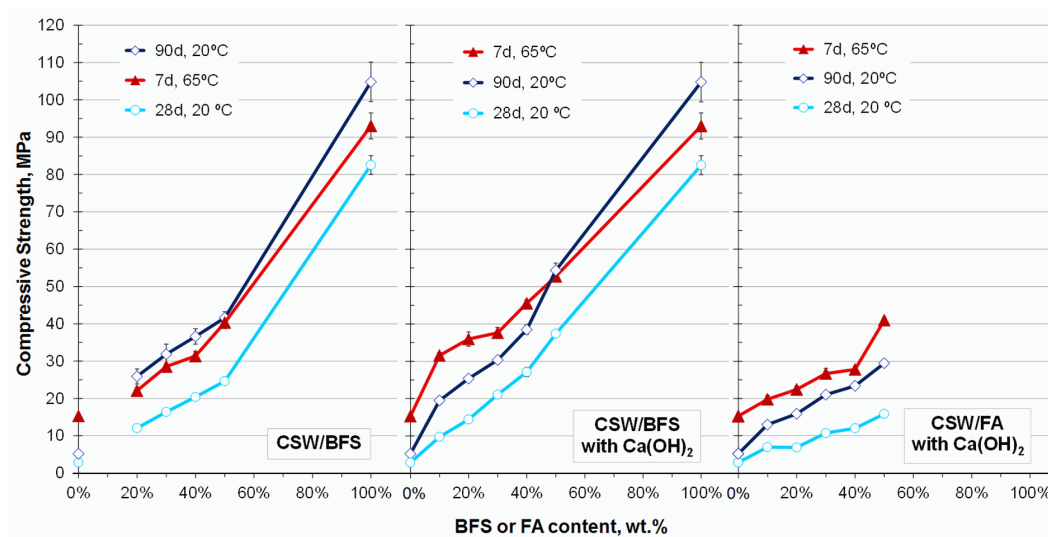 Compressive Strength, MPa
120
110
100
90
80
70
60
50
40
30
20
10
0
90d, 20ºC
7d, 65ºC
28d, 20 ºC
CSW/BFS
0% 20% 40% 60% 80% 100%
7d, 65ºC
90d, 20ºC
28d, 20 ºC
CSW/BFS
with Ca(OH)₂
0% 20% 40% 60% 80% 100%
7d, 65ºC
90d, 20ºC
28d, 20 ºC
CSW/FA
with Ca(OH)₂
0% 20% 40% 60% 80% 100%
BFS or FA content, wt.%